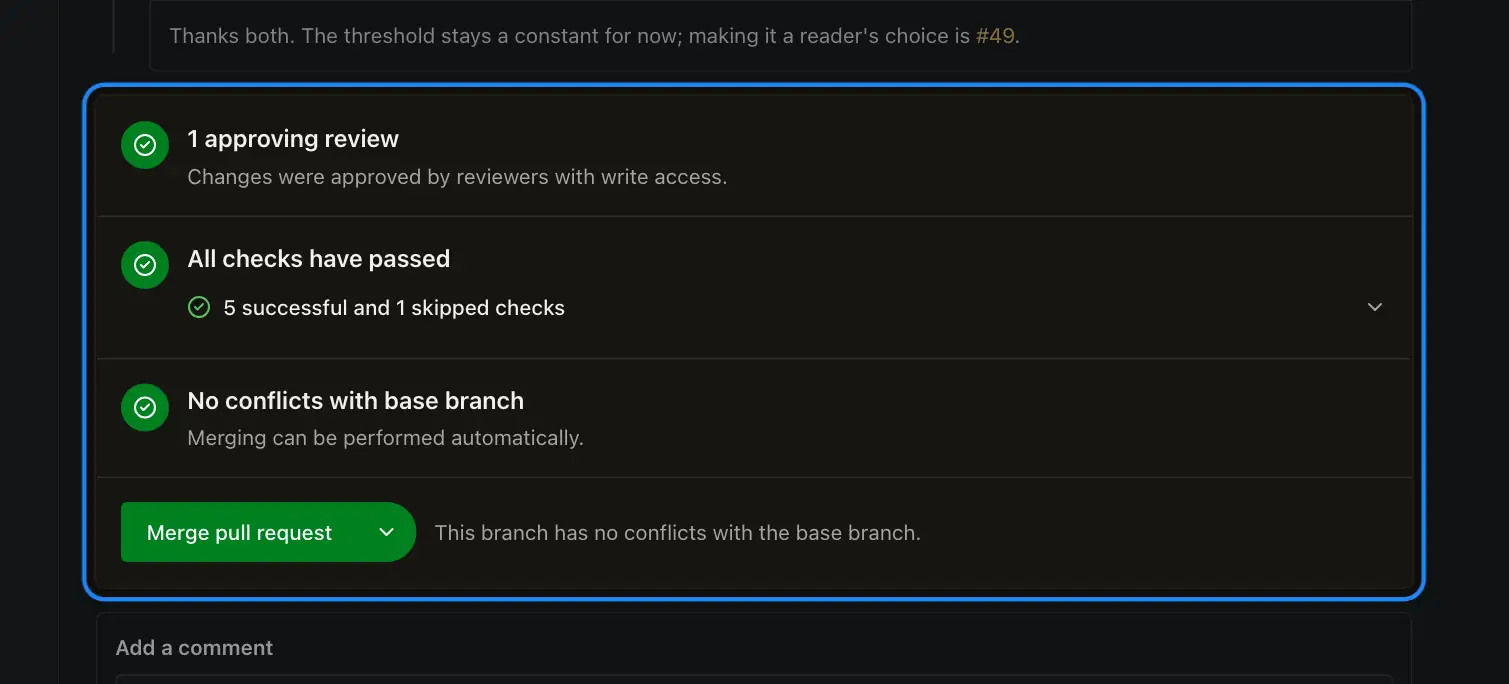 Thanks both. The threshold stays a constant for now; making it a reader's choice is #49.
1 approving review
Changes were approved by reviewers with write access.
All checks have passed
5 successful and 1 skipped checks
No conflicts with base branch
Merging can be performed automatically.
Merge pull request
This branch has no conflicts with the base branch.
Add a comment